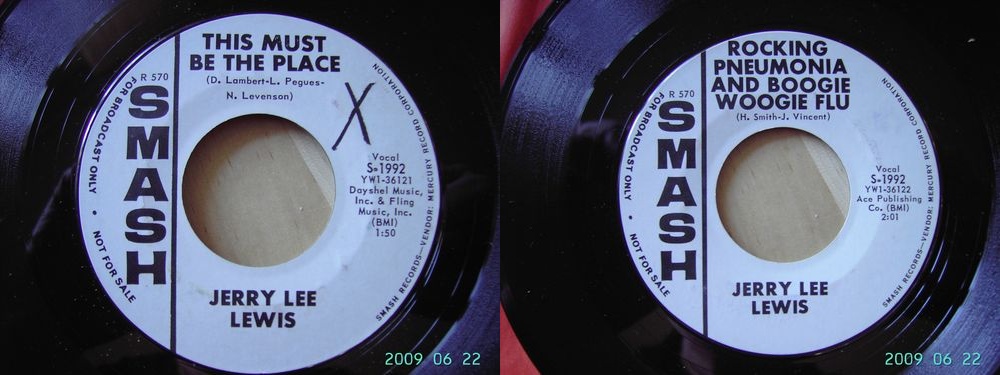 THIS MUST
BE THE PLACE
(D. Lambert-L. Pegues-
N. Levenson)
R 570
SMASH
FOR BROADCAST ONLY • NOT FOR SALE
X
Vocal
S-1992
YW1-36121
Dayshel Music,
Inc. & Fling
Music, Inc.
(BMI)
1:50
SMASH RECORDS—VENDOR: MERCURY RECORD CORPORATION
JERRY LEE
LEWIS
2009 06 22
ROCKING
PNEUMONIA
AND BOOGIE
WOOGIE FLU
(H. Smith-J. Vincent)
R 570
SMASH
FOR BROADCAST ONLY • NOT FOR SALE
Vocal
S-1992
YW1-36122
Ace Publishing
Co. (BMI)
2:01
SMASH RECORDS—VENDOR: MERCURY RECORD CORPORATION
JERRY LEE
LEWIS
2009 06 22